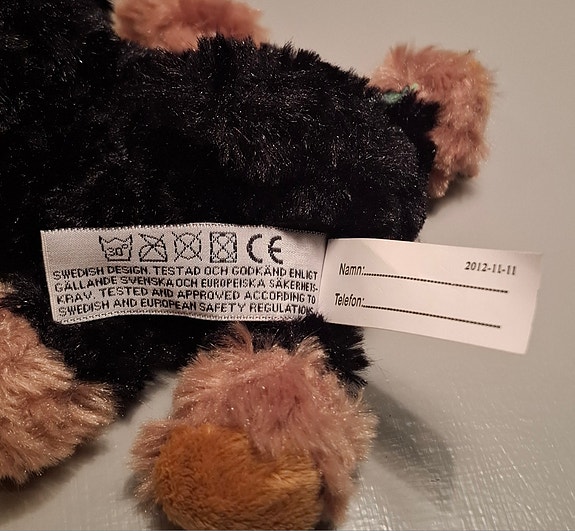 30° CE
SWEDISH DESIGN. TESTAD OCH GODKÄND ENLIGT
GÄLLANDE SVENSKA OCH EUROPEISKA SÄKERHETS-
KRAV. TESTED AND APPROVED ACCORDING TO
SWEDISH AND EUROPEAN SAFETY REGULATIONS
2012-11-11
Namn:
Telefon: